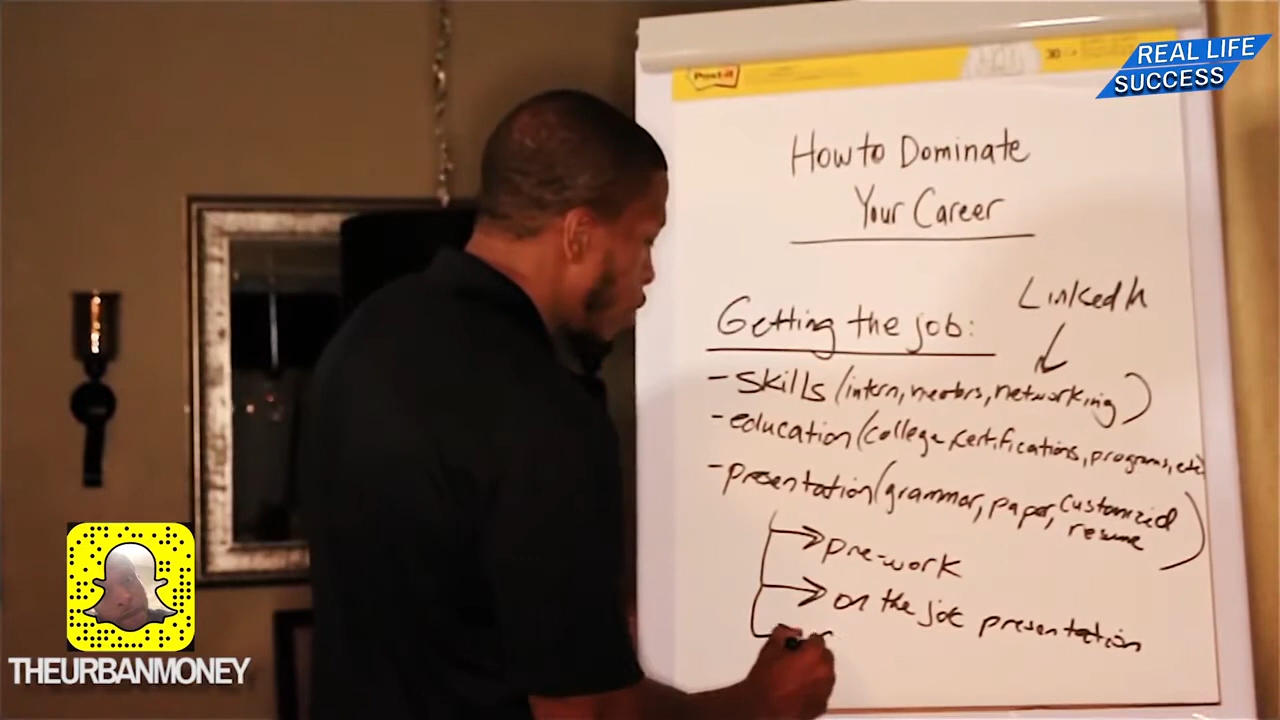 REAL LIFE
SUCCESS
Post-it
30
How to Dominate
Your Career
LinkedIn
Getting the job:
- skills (intern, mentors, networking)
- education (college, certifications, programs, etc)
- presentation (grammar, paper, customized
resume)
pre-work
on the job presentation
THEURBANMONEY